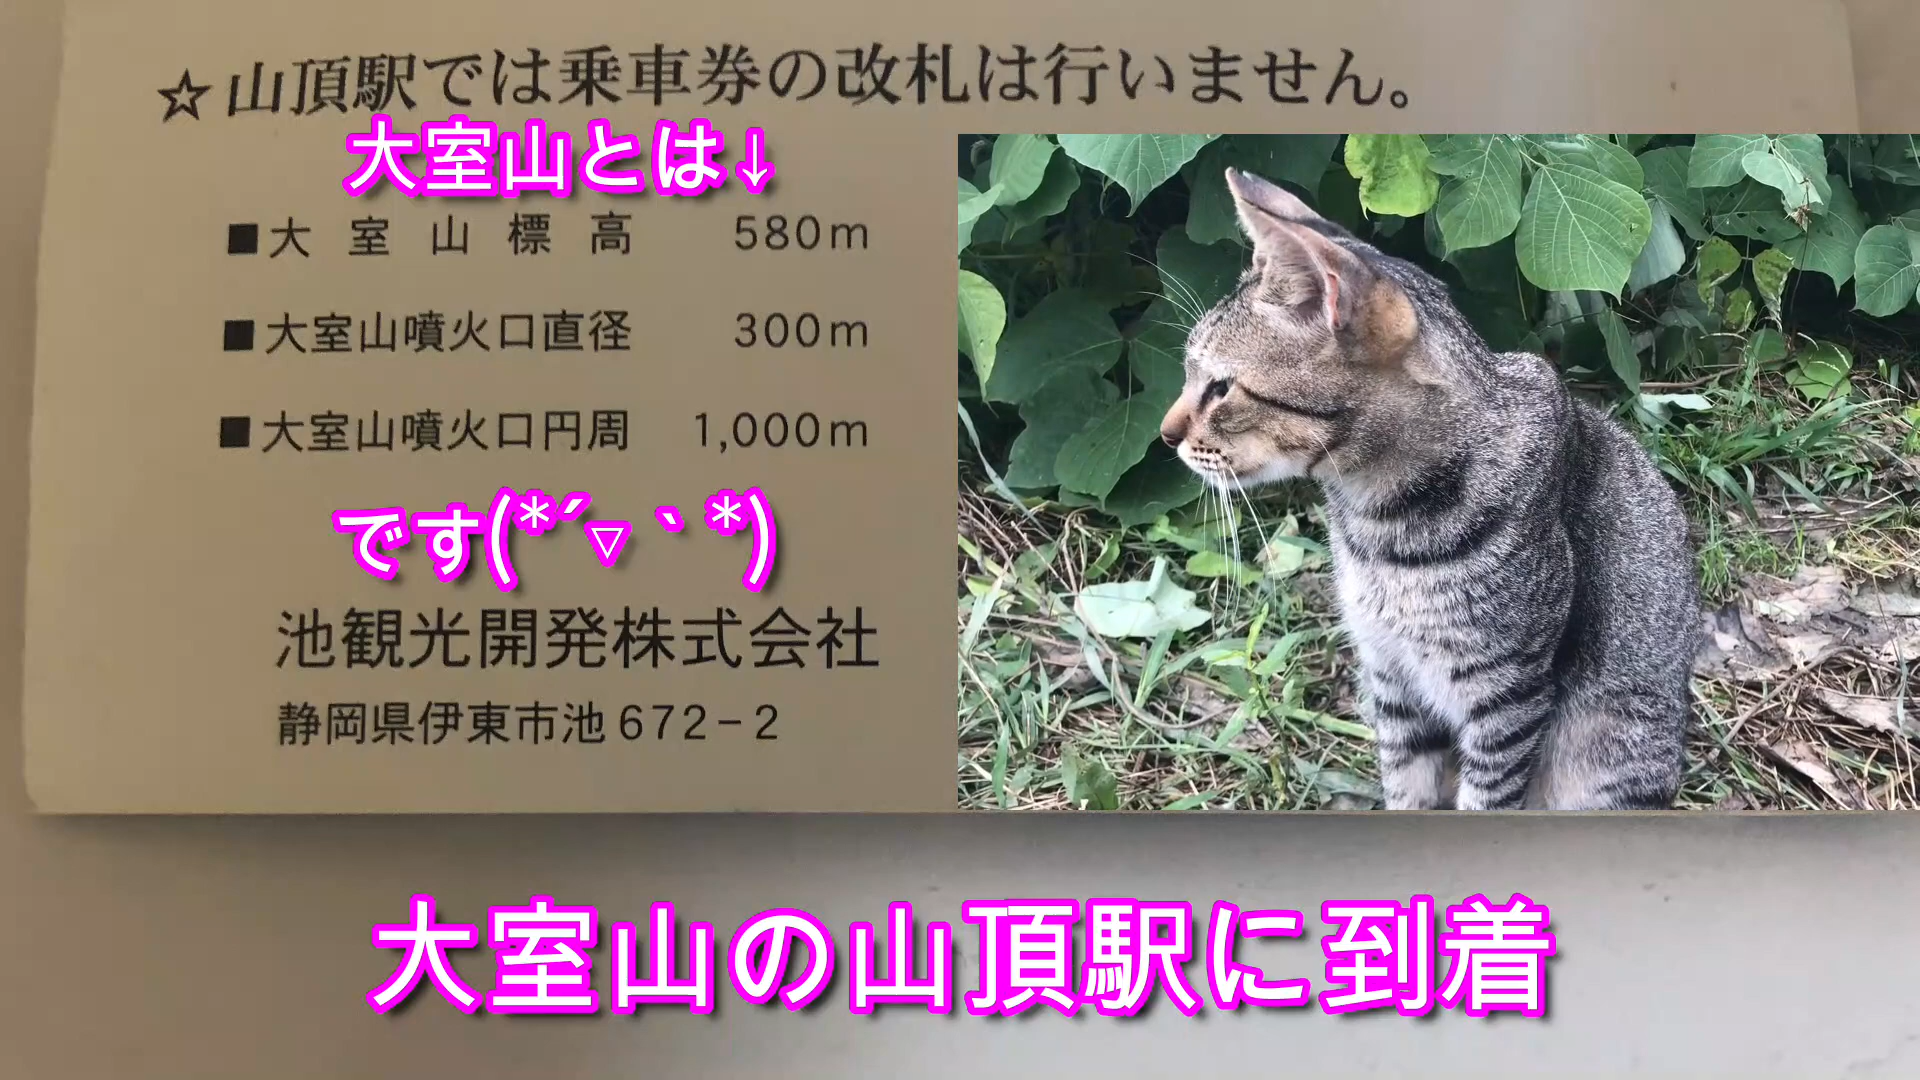 ☆山頂駅では乗車券の改札は行いません。
大室山とは↓
■大室山標高 580m
■大室山噴火口直径 300m
■大室山噴火口円周 1,000m
です(*´▽｀*)
池観光開発株式会社
静岡県伊東市池672−2
大室山の山頂駅に到着